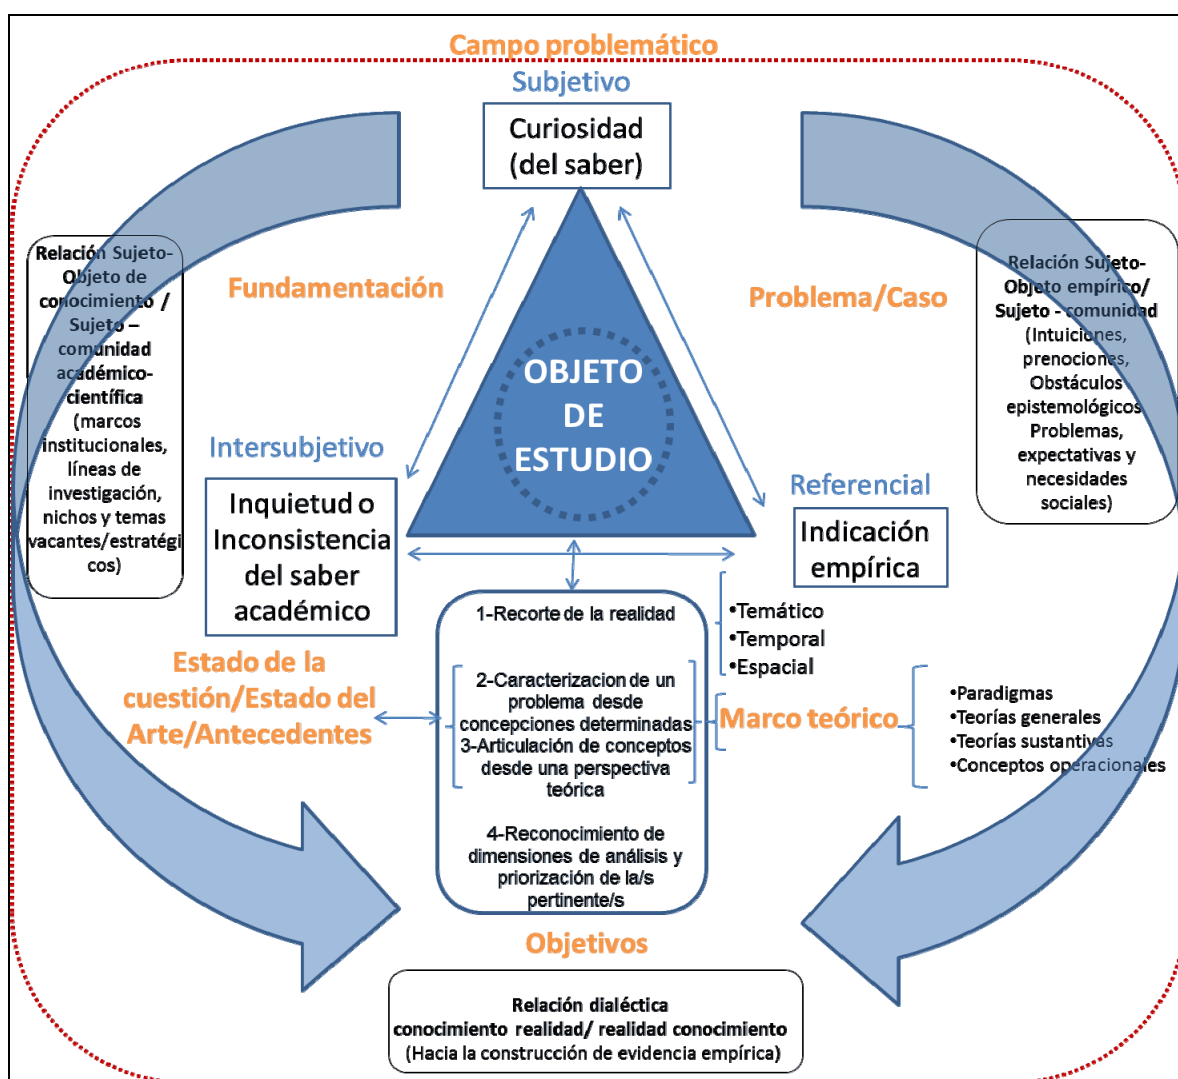 Campo problemático
Subjetivo
Curiosidad
(del saber)
Relación Sujeto-
Objeto de
conocimiento /
Sujeto –
comunidad
académico-
científica
(marcos
institucionales,
líneas de
investigación,
nichos y temas
vacantes/estratégi
cos)
Fundamentación
Problema/Caso
Relación Sujeto-
Objeto empírico/
Sujeto - comunidad
(Intuiciones,
prenociones,
Obstáculos
epistemológicos
Problemas,
expectativas y
necesidades
sociales)
OBJETO
DE
ESTUDIO
Intersubjetivo
Inquietud o
Inconsistencia
del saber
académico
Referencial
Indicación
empírica
1-Recorte de la realidad
•Temático
•Temporal
•Espacial
Estado de la
cuestión/Estado del
Arte/Antecedentes
2-Caracterizacion de un
problema desde
concepciones determinadas
3-Articulación de conceptos
desde una perspectiva
teórica
Marco teórico
•Paradigmas
•Teorías generales
•Teorías sustantivas
•Conceptos operacionales
4-Reconocimiento de
dimensiones de análisis y
priorización de la/s
pertinente/s
Objetivos
Relación dialéctica
conocimiento realidad/ realidad conocimiento
(Hacia la construcción de evidencia empírica)